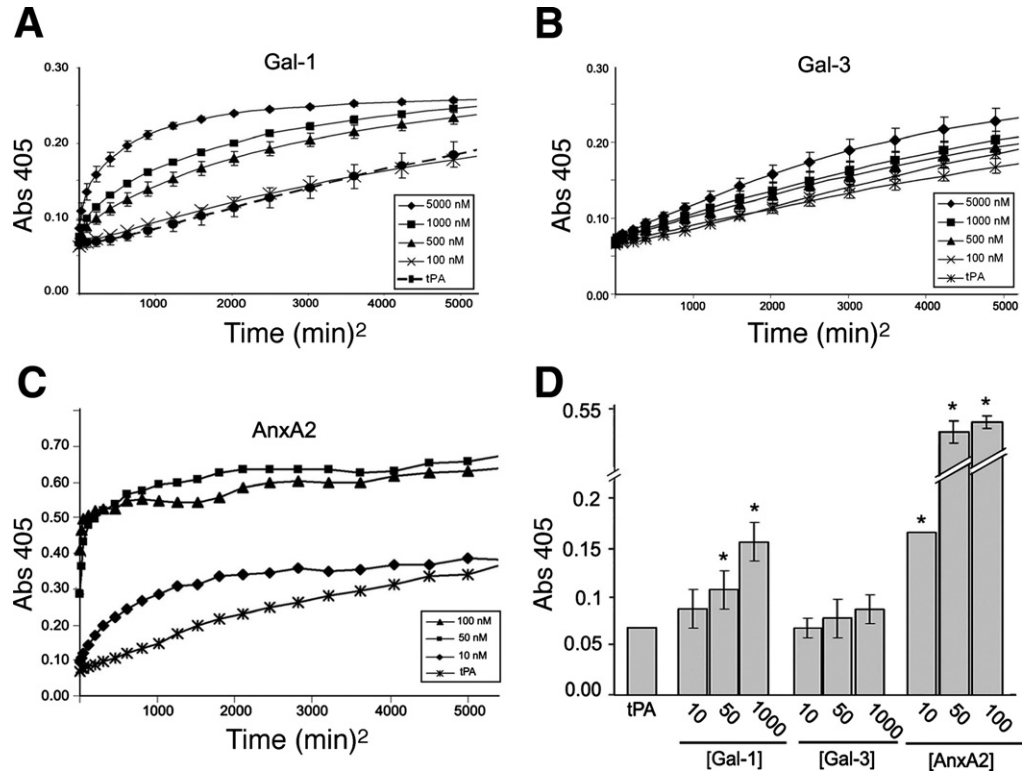 A
Gal-1
0.30
0.20
0.10
0.00
Abs 405
1000
2000
3000
4000
5000
Time (min)²
5000 nM
1000 nM
500 nM
100 nM
tPA
B
Gal-3
0.30
0.20
0.10
0.00
Abs 405
1000
2000
3000
4000
5000
Time (min)²
5000 nM
1000 nM
500 nM
100 nM
tPA
C
AnxA2
0.70
0.60
0.50
0.40
0.30
0.20
0.10
0.00
Abs 405
1000
2000
3000
4000
5000
Time (min)²
100 nM
50 nM
10 nM
tPA
D
0.55
0.2
0.15
0.10
0.05
0.00
Abs 405
* * * * *
tPA
10 50 1000
10 50 1000
10 50 100
[Gal-1]
[Gal-3]
[AnxA2]